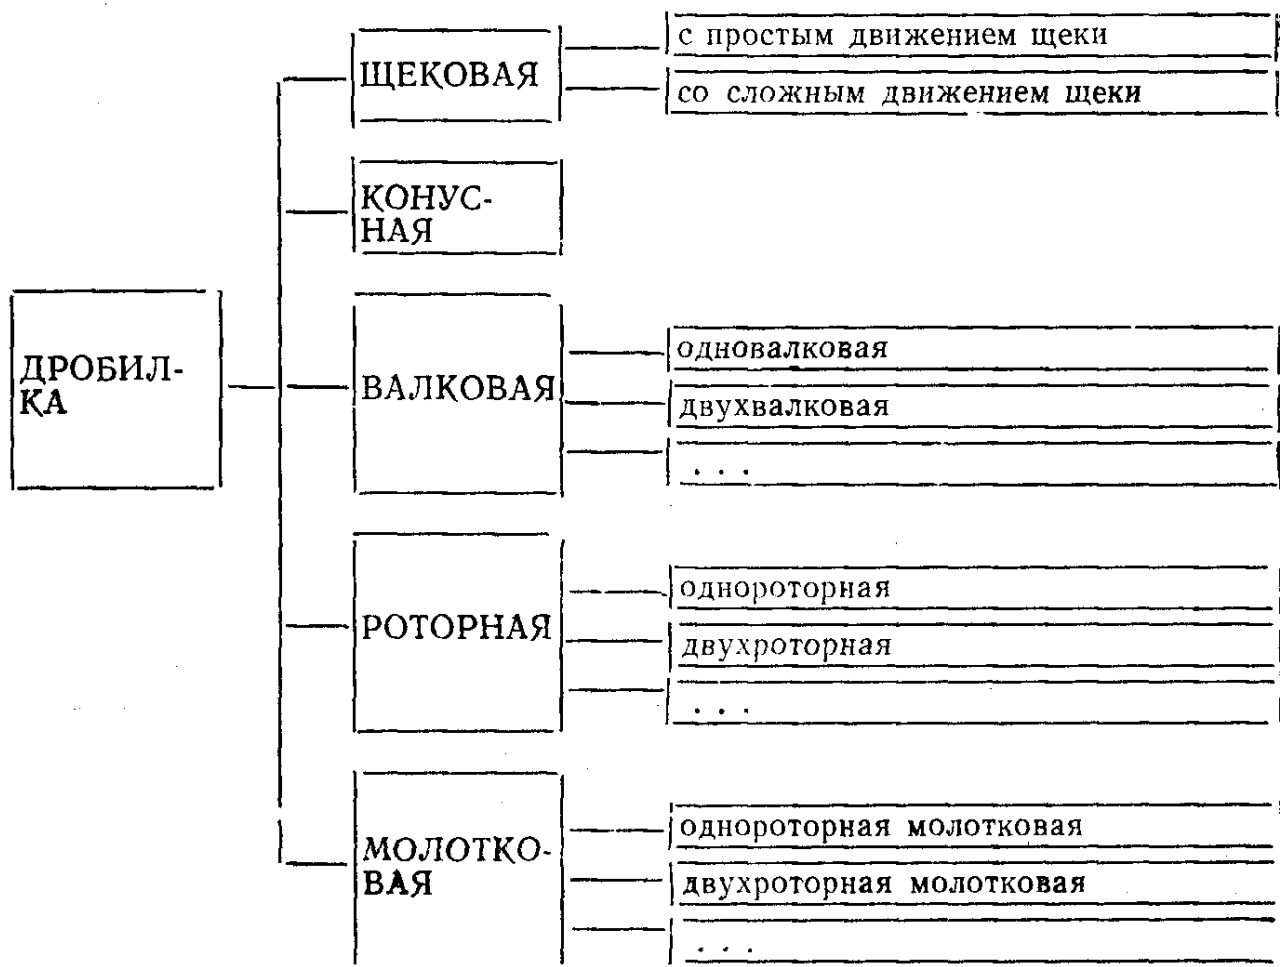 с простым движением щеки
ЩЕКОВАЯ
со сложным движением щеки
КОНУС-
НАЯ
одновалковая
ДРОБИЛ-
КА
ВАЛКОВАЯ
двухвалковая
. . .
однороторная
РОТОРНАЯ
двухроторная
. . .
однороторная молотковая
МОЛОТКО-
ВАЯ
двухроторная молотковая
. . .